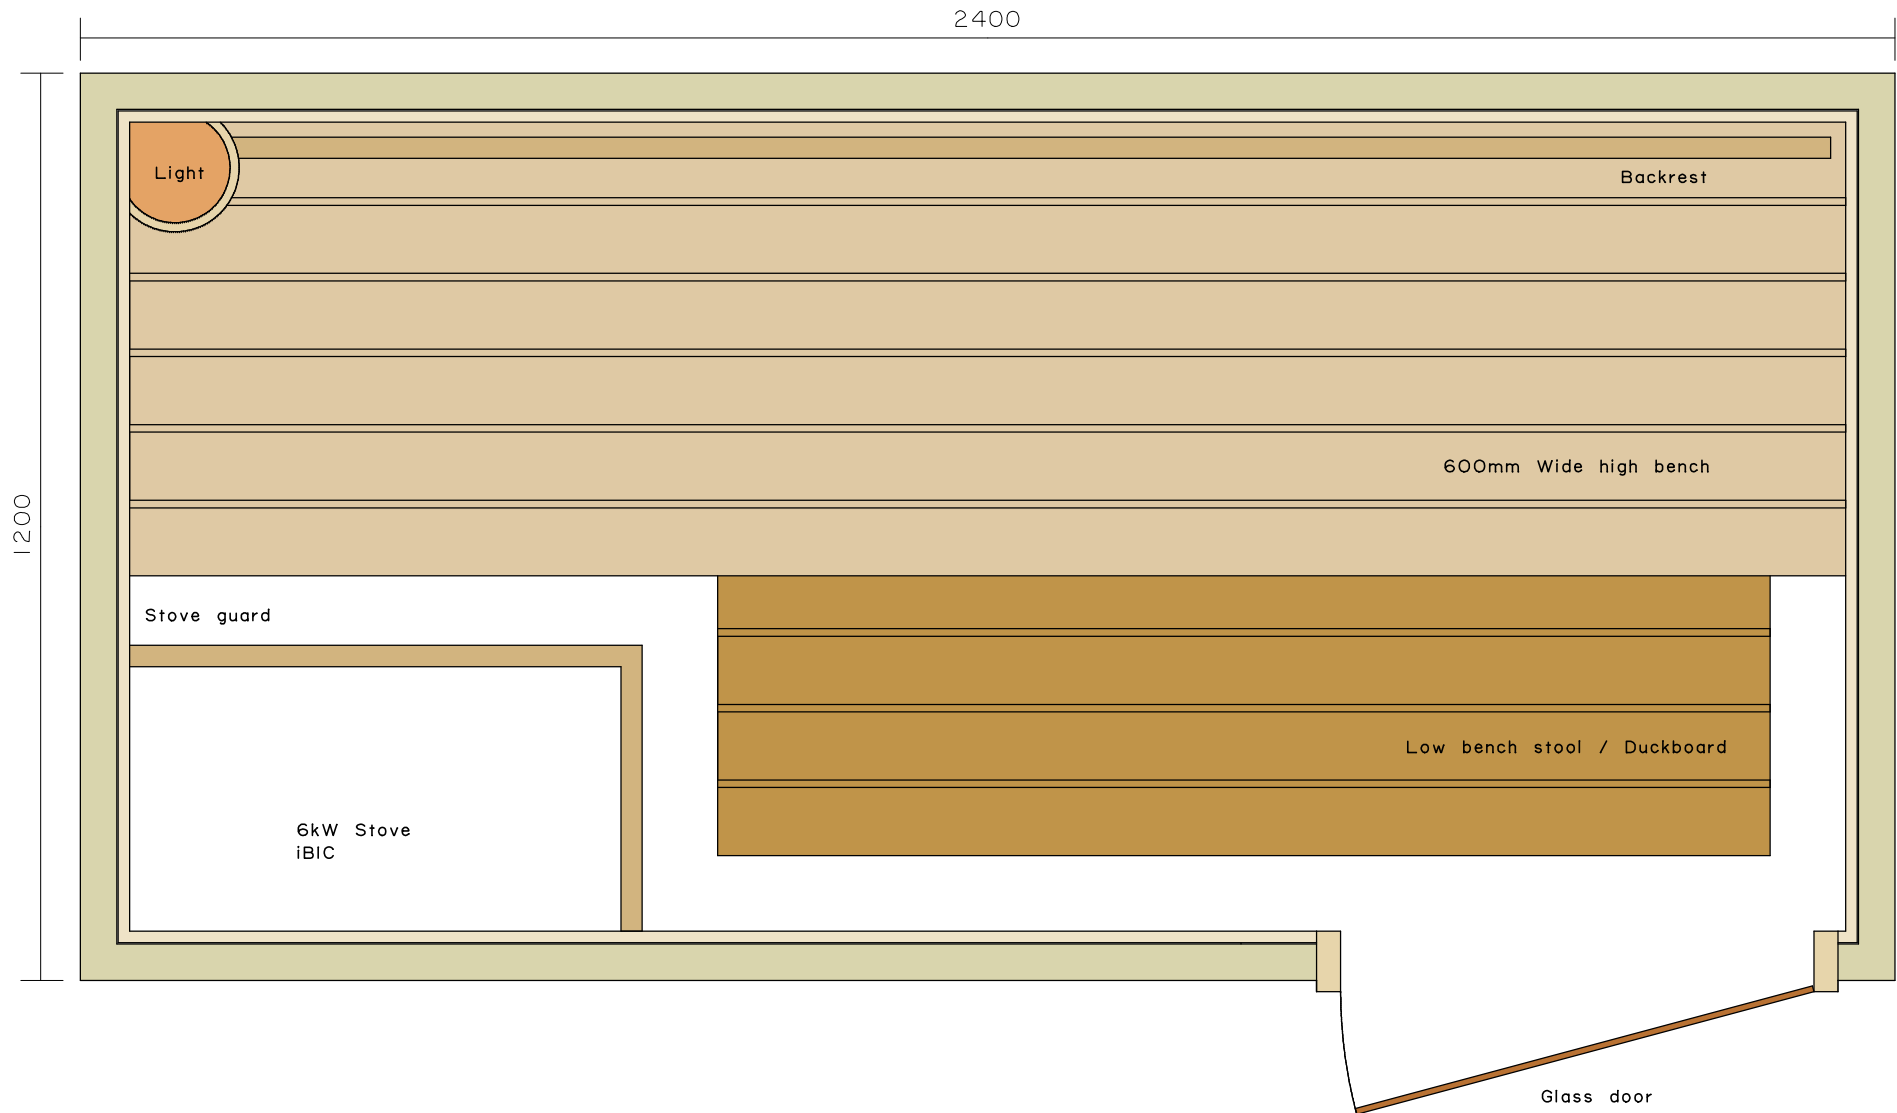 2400
Light
Backrest
1200
600mm Wide high bench
Stove guard
Low bench stool / Duckboard
6kW Stove
iBIC
Glass door